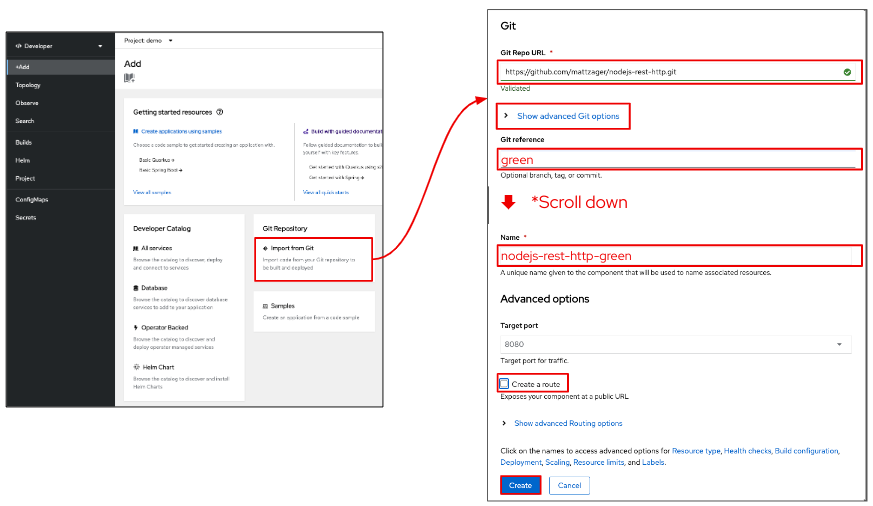 Developer
+Add
Topology
Observe
Search
Builds
Helm
Project
ConfigMaps
Secrets
Project: demo
Add
Getting started resources
Create applications using samples
Choose a code sample to get started creating an application with.
Basic Quarkus →
Basic Spring Boot →
View all samples
Build with guided documenta
Follow guided documentation to build
yourself with key features.
Get started with Quarkus using a
Get started with Spring →
View all quick starts
Developer Catalog
All services
Browse the catalog to discover, deploy
and connect to services
Database
Browse the catalog to discover database
services to add to your application
Operator Backed
Browse the catalog to discover and
deploy operator managed services
Helm Chart
Browse the catalog to discover and install
Helm Charts
Git Repository
Import from Git
Import code from your Git repository to
be built and deployed
Samples
Create an application from a code sample
Git
Git Repo URL *
https://github.com/mattzager/nodejs-rest-http.git
Validated
Show advanced Git options
Git reference
green
Optional branch, tag, or commit.
*Scroll down
Name *
nodejs-rest-http-green
A unique name given to the component that will be used to name associated resources.
Advanced options
Target port
8080
Target port for traffic.
Create a route
Exposes your component at a public URL
Show advanced Routing options
Click on the names to access advanced options for Resource type, Health checks, Build configuration,
Deployment, Scaling, Resource limits, and Labels.
Create
Cancel